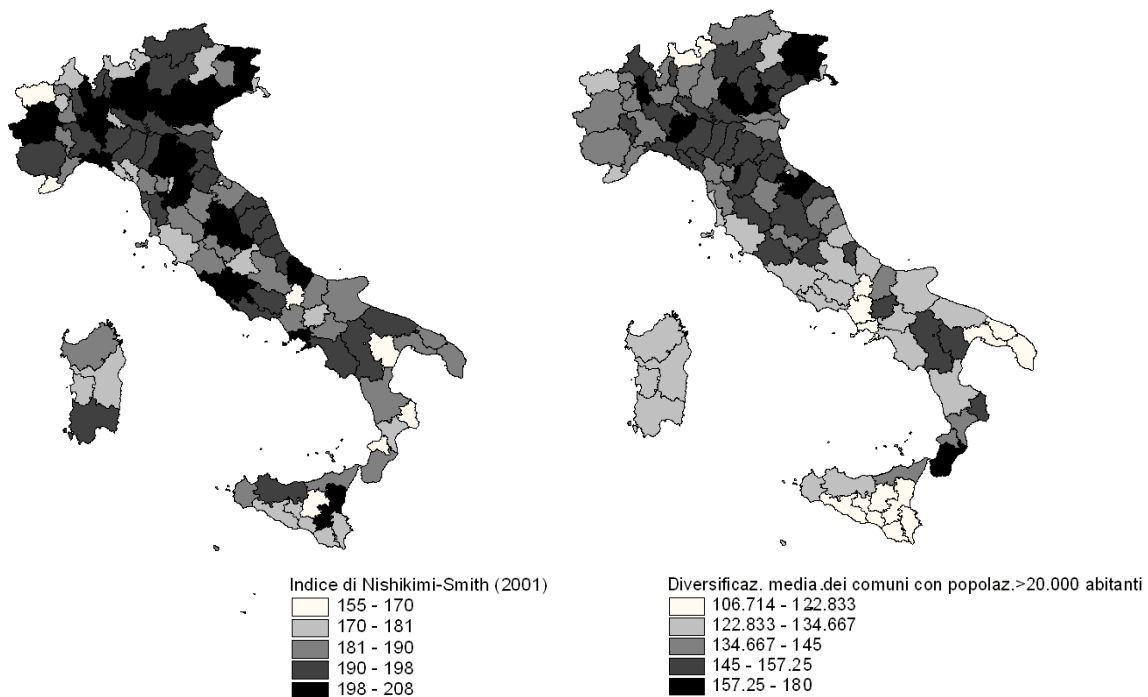 Indice di Nishikimi-Smith (2001)
155 - 170
170 - 181
181 - 190
190 - 198
198 - 208
Diversificaz. media.dei comuni con popolaz.>20.000 abitanti
106.714 - 122.833
122.833 - 134.667
134.667 - 145
145 - 157.25
157.25 - 180